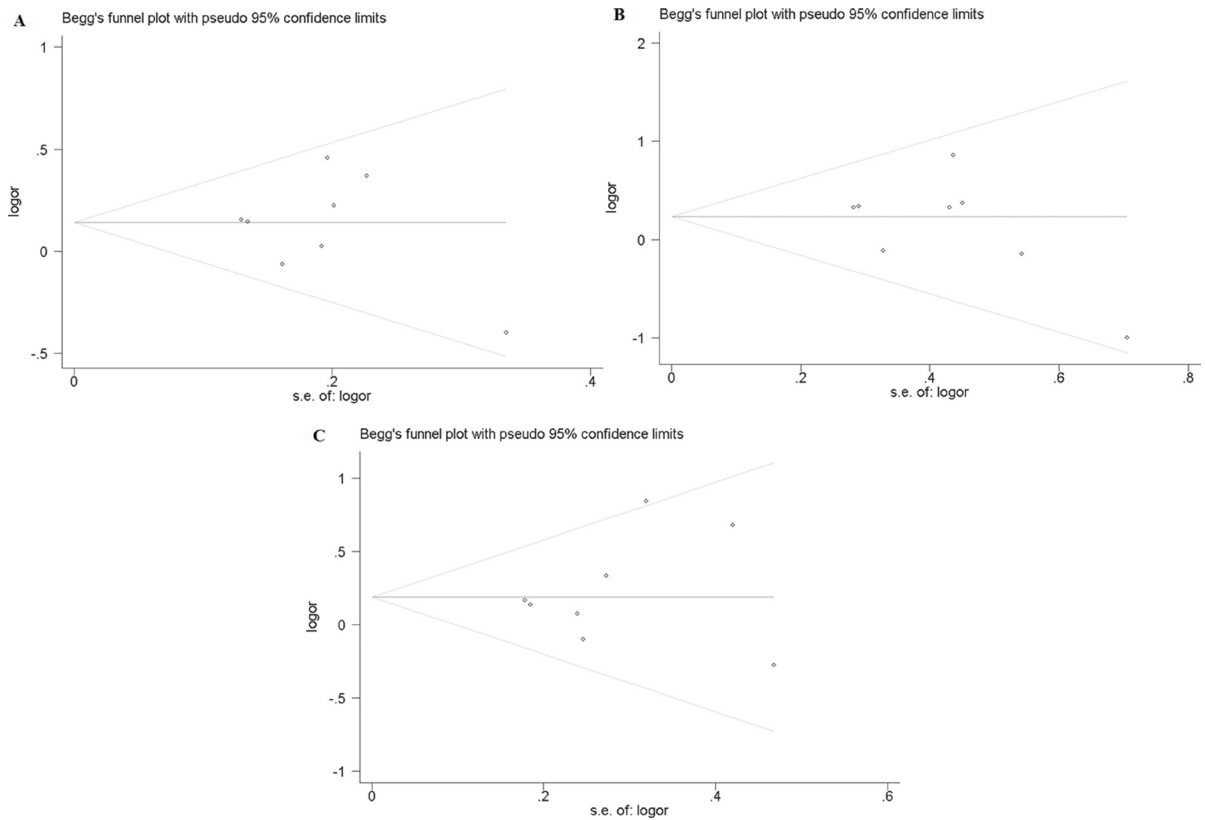 A
Begg's funnel plot with pseudo 95% confidence limits
1
.5
0
-.5
logor
0
.2
.4
s.e. of: logor
B
Begg's funnel plot with pseudo 95% confidence limits
2
1
0
-1
logor
0
.2
.4
.6
.8
s.e. of: logor
C
Begg's funnel plot with pseudo 95% confidence limits
1
.5
0
-.5
-1
logor
0
.2
.4
.6
s.e. of: logor